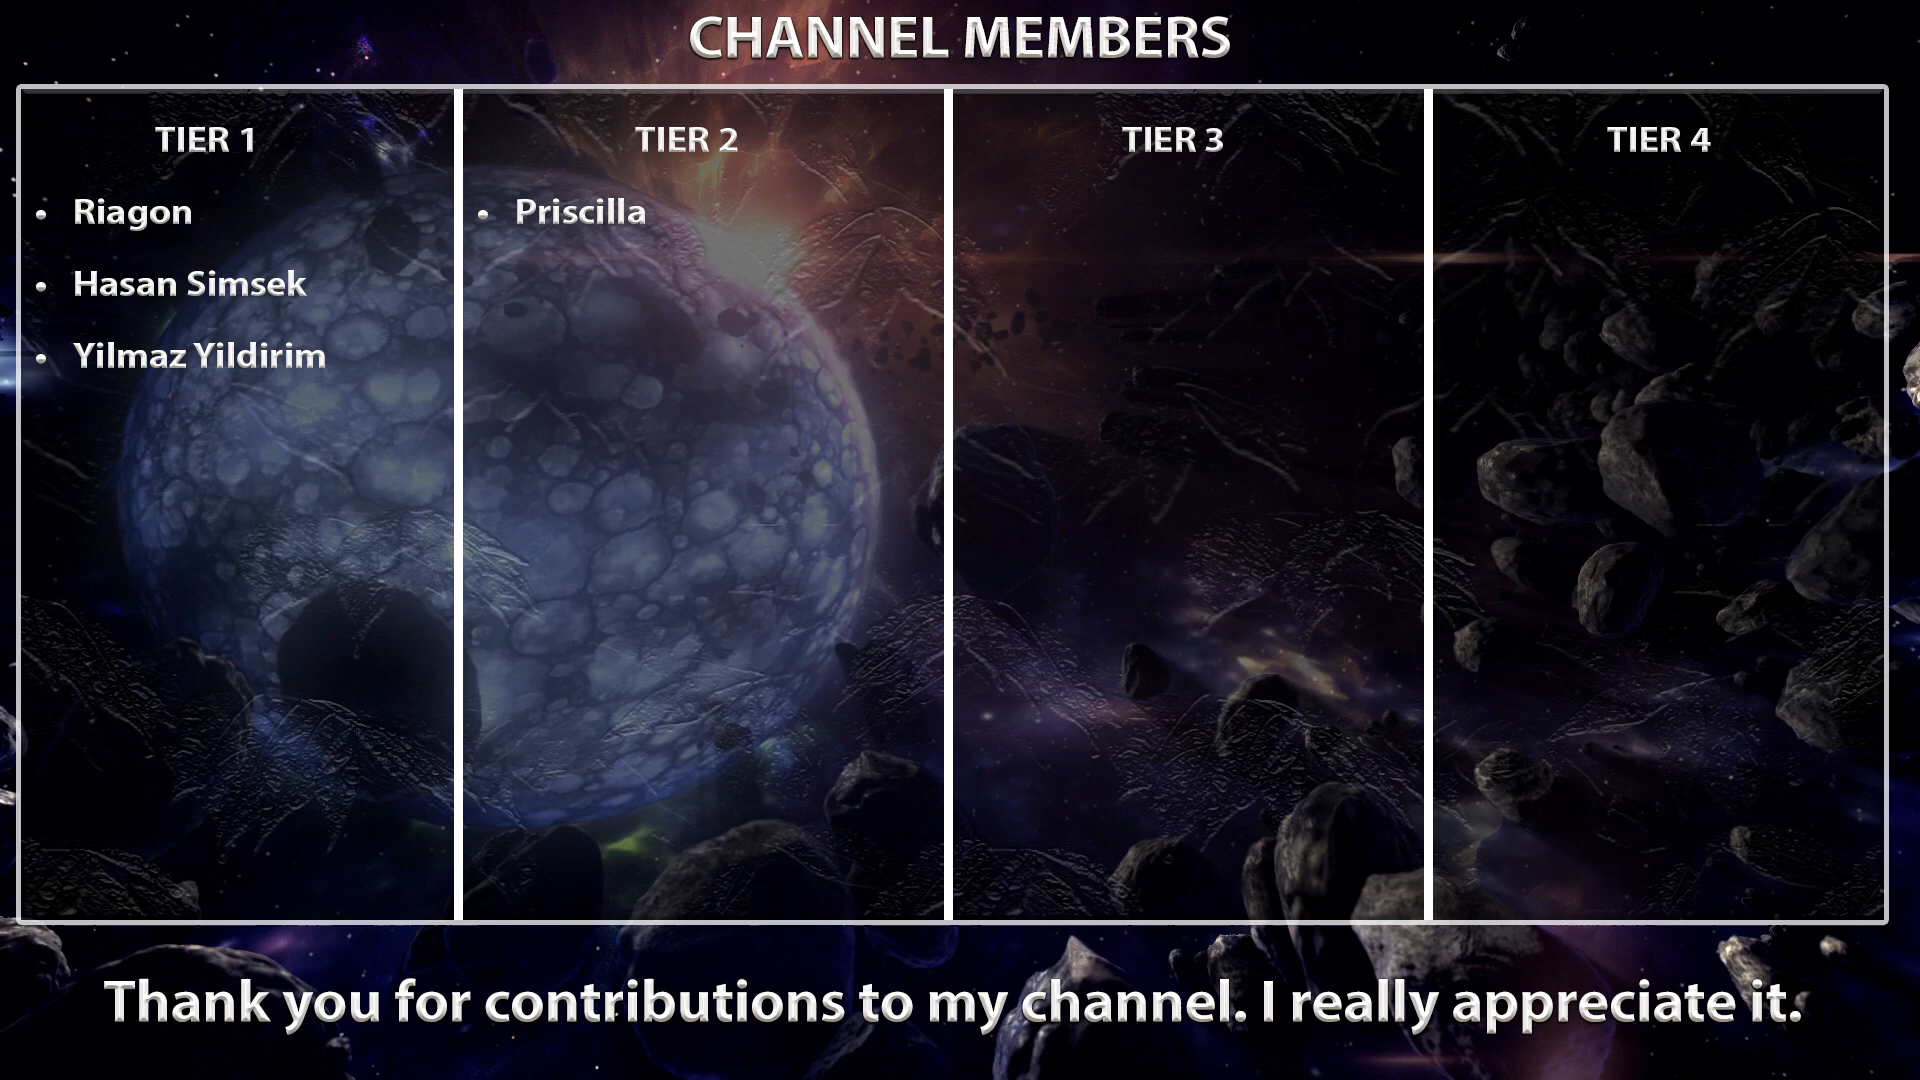 CHANNEL MEMBERS
TIER 1
• Riagon
• Hasan Simsek
• Yilmaz Yildirim
TIER 2
• Priscilla
TIER 3
TIER 4
Thank you for contributions to my channel. I really appreciate it.